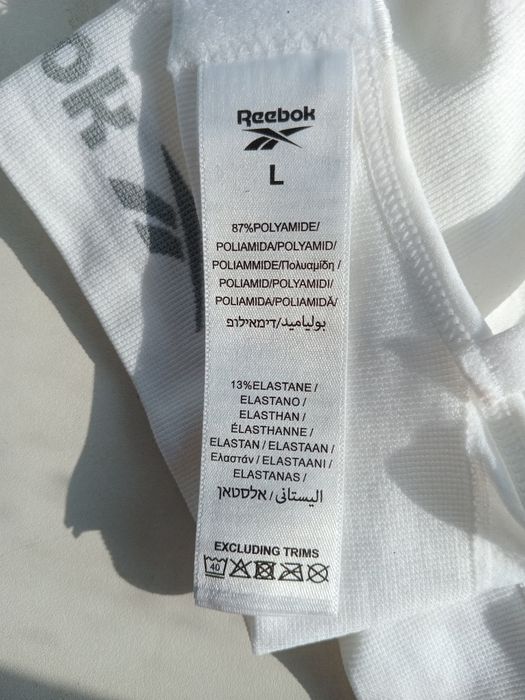 Reebok
L
87%POLYAMIDE/
POLIAMIDA/POLYAMID/
POLIAMMIDE/Πολυαμίδη /
POLIAMID/POLYAMIDI/
POLIAMIDA/POLIAMIDĂ/
بولياميد/דימאילופ
13%ELASTANE /
ELASTANO /
ELASTHAN /
ÉLASTHANNE /
ELASTAN / ELASTAAN /
Ελαστάν / ELASTAANI /
ELASTANAS /
اليستاني / אלסטאן
EXCLUDING TRIMS
40